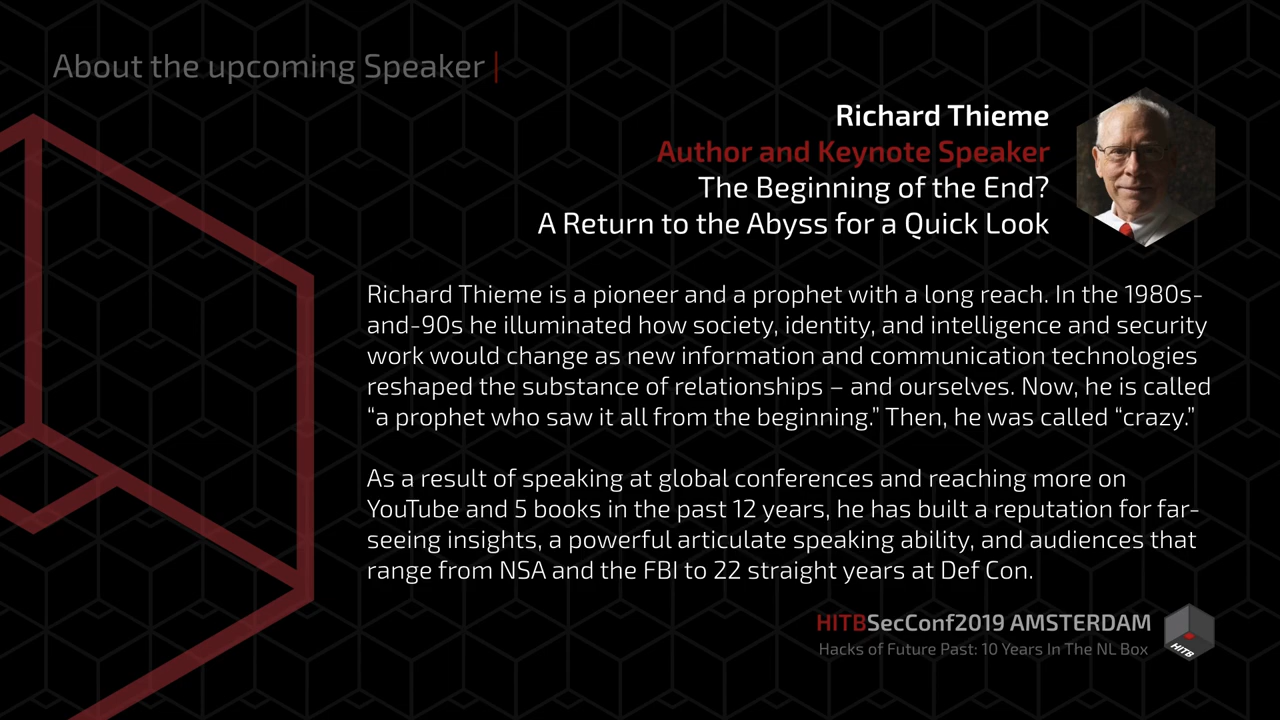 About the upcoming Speaker |
Richard Thieme
Author and Keynote Speaker
The Beginning of the End?
A Return to the Abyss for a Quick Look
Richard Thieme is a pioneer and a prophet with a long reach. In the 1980s-
and-90s he illuminated how society, identity, and intelligence and security
work would change as new information and communication technologies
reshaped the substance of relationships – and ourselves. Now, he is called
“a prophet who saw it all from the beginning.” Then, he was called “crazy.”
As a result of speaking at global conferences and reaching more on
YouTube and 5 books in the past 12 years, he has built a reputation for far-
seeing insights, a powerful articulate speaking ability, and audiences that
range from NSA and the FBI to 22 straight years at Def Con.
HITBSecConf2019 AMSTERDAM
Hacks of Future Past: 10 Years In The NL Box
HITB